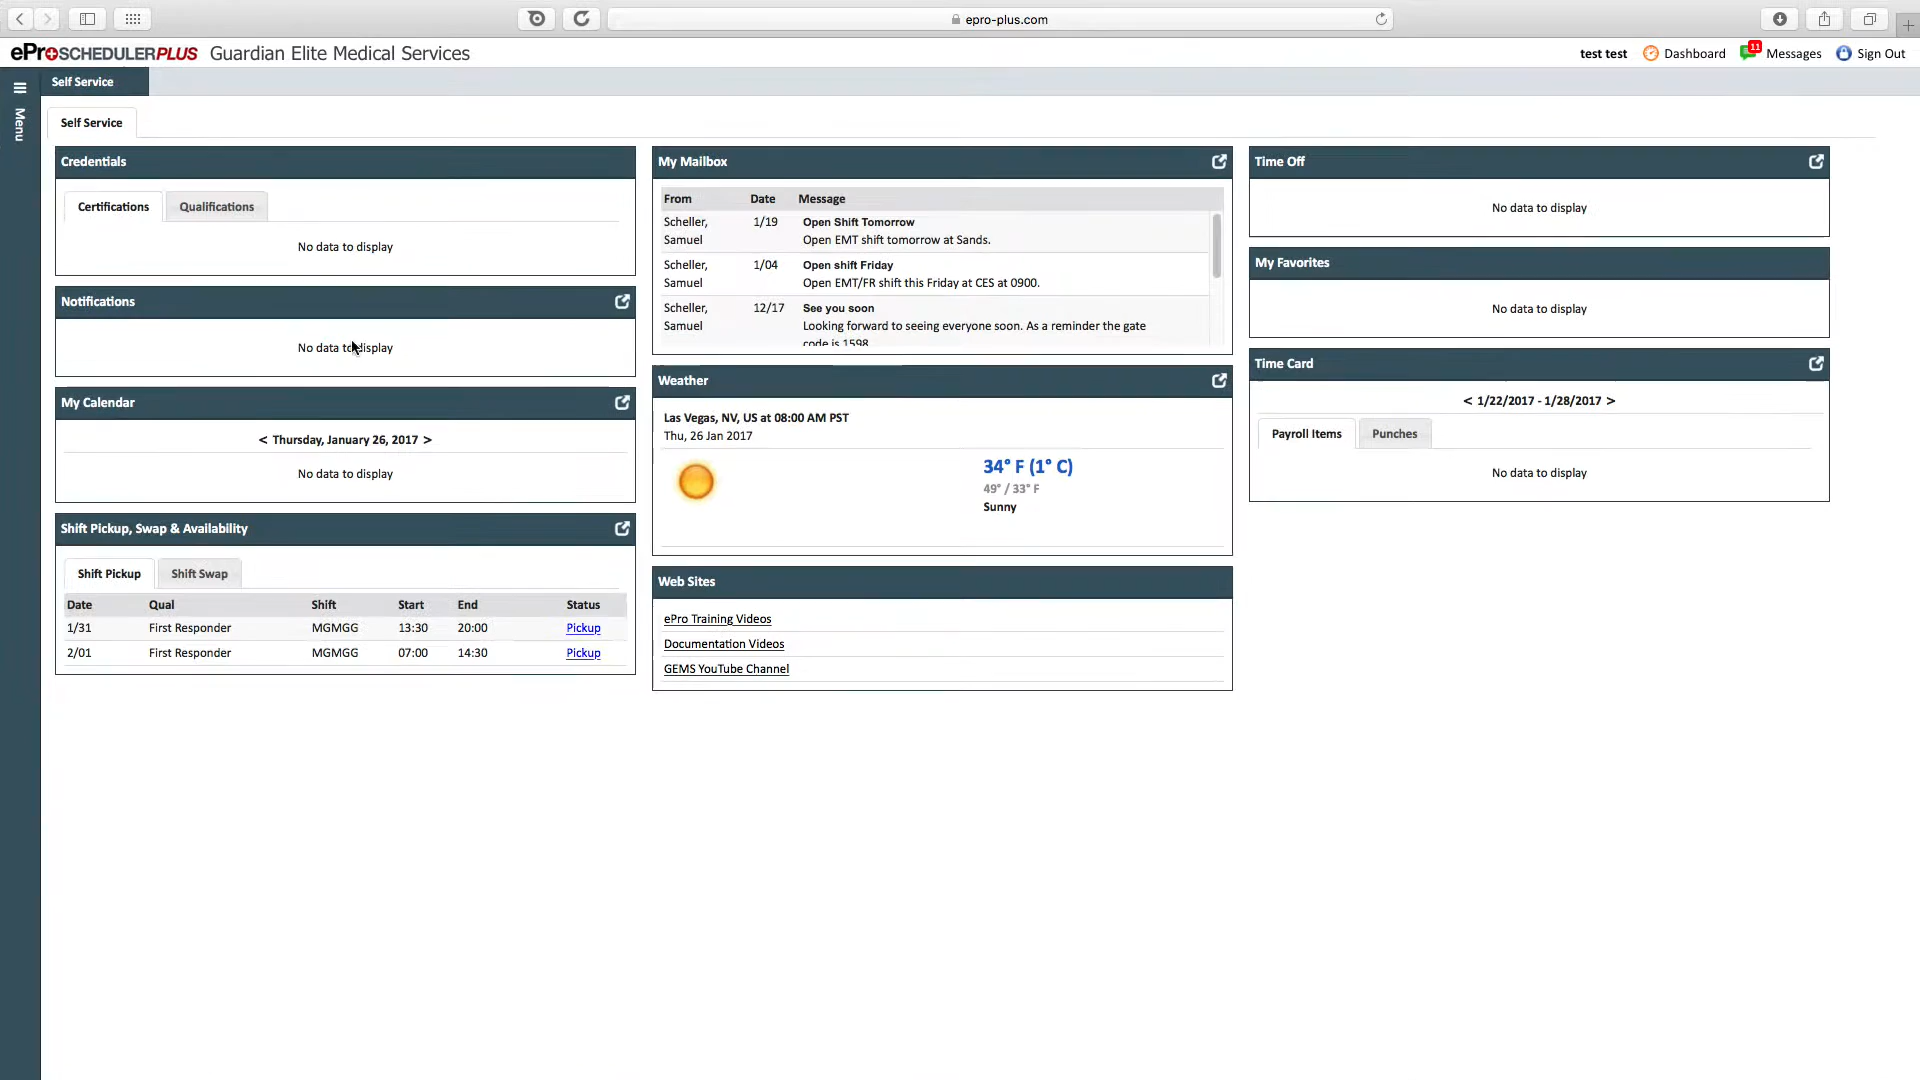 epro-plus.com
ePrOSCHEDULERPLUS Guardian Elite Medical Services
test test Dashboard 11 Messages Sign Out
Menu
Self Service
Self Service
Credentials
Certifications Qualifications
No data to display
Notifications
No data to display
My Calendar
< Thursday, January 26, 2017 >
No data to display
Shift Pickup, Swap & Availability
Shift Pickup Shift Swap
Date Qual Shift Start End Status
1/31 First Responder MGMGG 13:30 20:00 Pickup
2/01 First Responder MGMGG 07:00 14:30 Pickup
My Mailbox
From Date Message
Scheller, 1/19 Open Shift Tomorrow
Samuel Open EMT shift tomorrow at Sands.
Scheller, 1/04 Open shift Friday
Samuel Open EMT/FR shift this Friday at CES at 0900.
Scheller, 12/17 See you soon
Samuel Looking forward to seeing everyone soon. As a reminder the gate
code is 1598
Weather
Las Vegas, NV, US at 08:00 AM PST
Thu, 26 Jan 2017
34° F (1° C)
49° / 33° F
Sunny
Web Sites
ePro Training Videos
Documentation Videos
GEMS YouTube Channel
Time Off
No data to display
My Favorites
No data to display
Time Card
< 1/22/2017 - 1/28/2017 >
Payroll Items Punches
No data to display